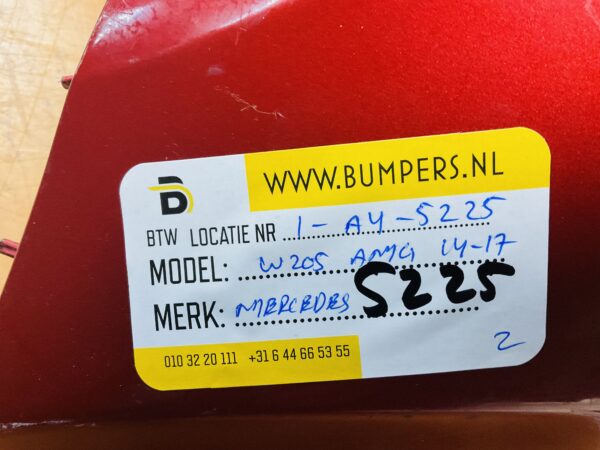 WWW.BUMPERS.NL
BTW LOCATIE NR 1-A4-5225
MODEL: W205 AMG 14-17
MERK: MERCEDES 5225
010 32 20 111 +31 6 44 66 53 55
2